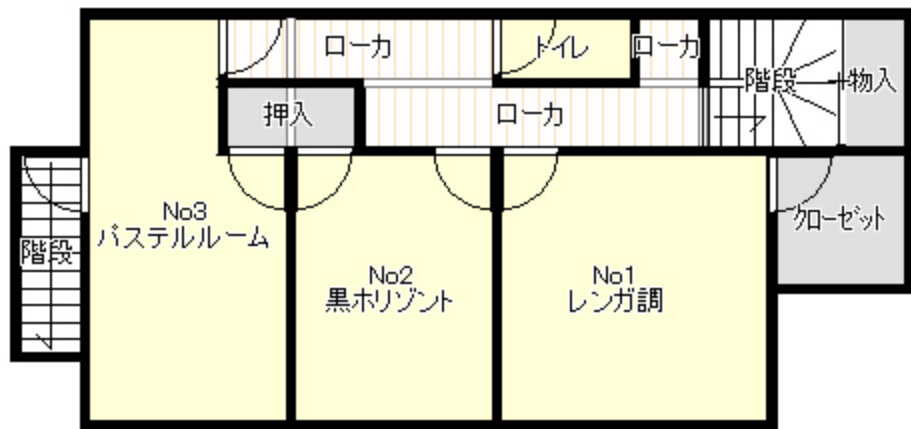 ローカ
トイレ
ローカ
階段
物入
押入
ローカ
No3
パステルルーム
階段
クローゼット
No2
黒ホリゾント
No1
レンガ調